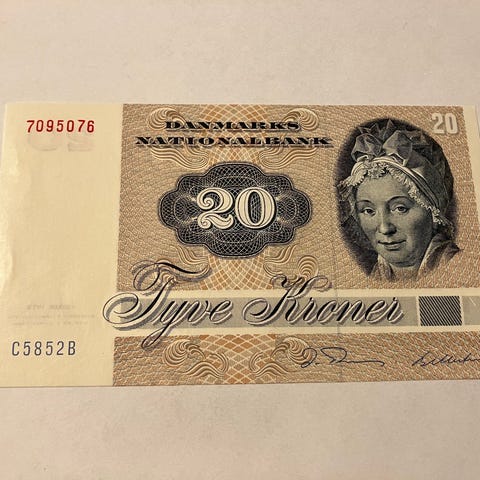 7095076
DANMARKS
NATIONALBANK
20
20
Tyve Kroner
C5852B